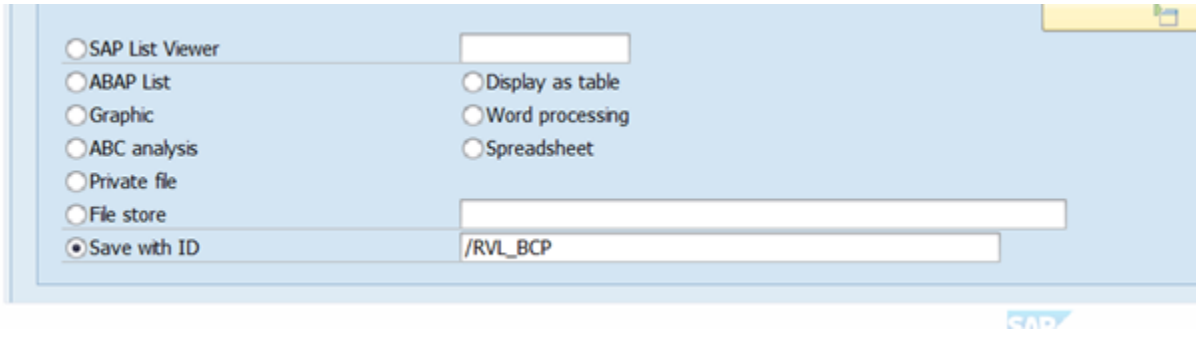 SAP List Viewer
ABAP List Display as table
Graphic Word processing
ABC analysis Spreadsheet
Private file
File store
Save with ID /RVL_BCP
SAP